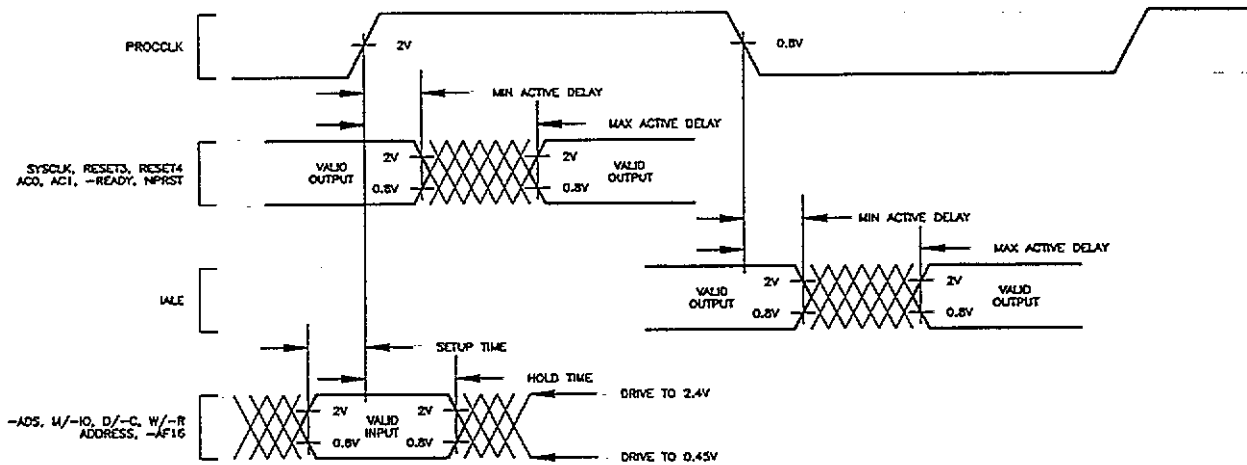 PROCCLK
2V
0.8V
MIN ACTIVE DELAY
MAX ACTIVE DELAY
SYSCLK, RESET3, RESET4
AC0, AC1, -READY, NPRST
VALID
OUTPUT
2V
0.8V
2V
0.8V
VALID
OUTPUT
MIN ACTIVE DELAY
MAX ACTIVE DELAY
IALE
VALID
OUTPUT
2V
0.8V
2V
0.8V
VALID
OUTPUT
SETUP TIME
HOLD TIME
-ADS, M/-IO, D/-C, W/-R
ADDRESS, -AF16
2V
0.8V
VALID
INPUT
2V
0.8V
DRIVE TO 2.4V
DRIVE TO 0.45V